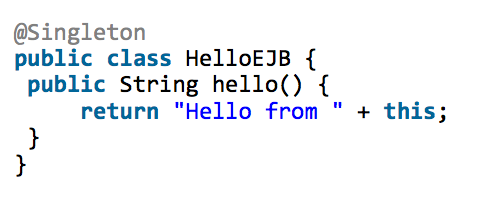 @Singleton
public class HelloEJB {
 public String hello() {
     return "Hello from " + this;
 }
}